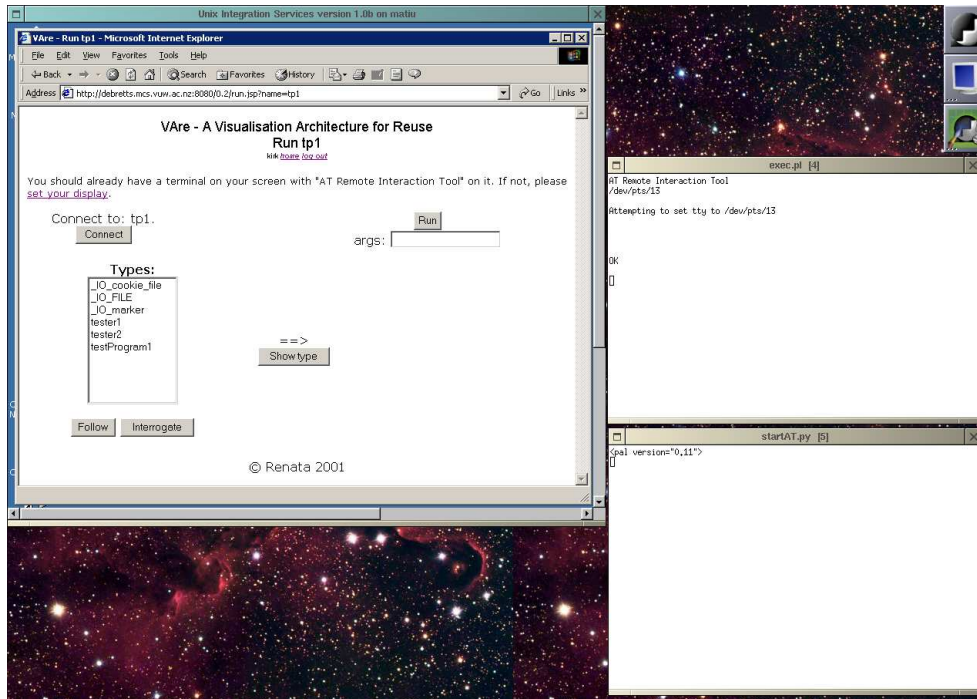 Unix Integration Services version 1.0b on matiu
VAre - Run tp1 - Microsoft Internet Explorer
File Edit View Favorites Tools Help
Back Search Favorites History
Address http://debretts.mcs.vuw.ac.nz:8080/0.2/run.jsp?name=tp1 Go Links »
VAre - A Visualisation Architecture for Reuse
Run tp1
kirk home log out
You should already have a terminal on your screen with "AT Remote Interaction Tool" on it. If not, please
set your display.
Connect to: tp1.
Connect
Run
args:
Types:
_IO_cookie_file
_IO_FILE
_IO_marker
tester1
tester2
testProgram1
==>
Show type
Follow Interrogate
© Renata 2001
exec.pl [4]
AT Remote Interaction Tool
/dev/pts/13
Attempting to set tty to /dev/pts/13
OK
startAT.py [5]
<pal version="0.11">